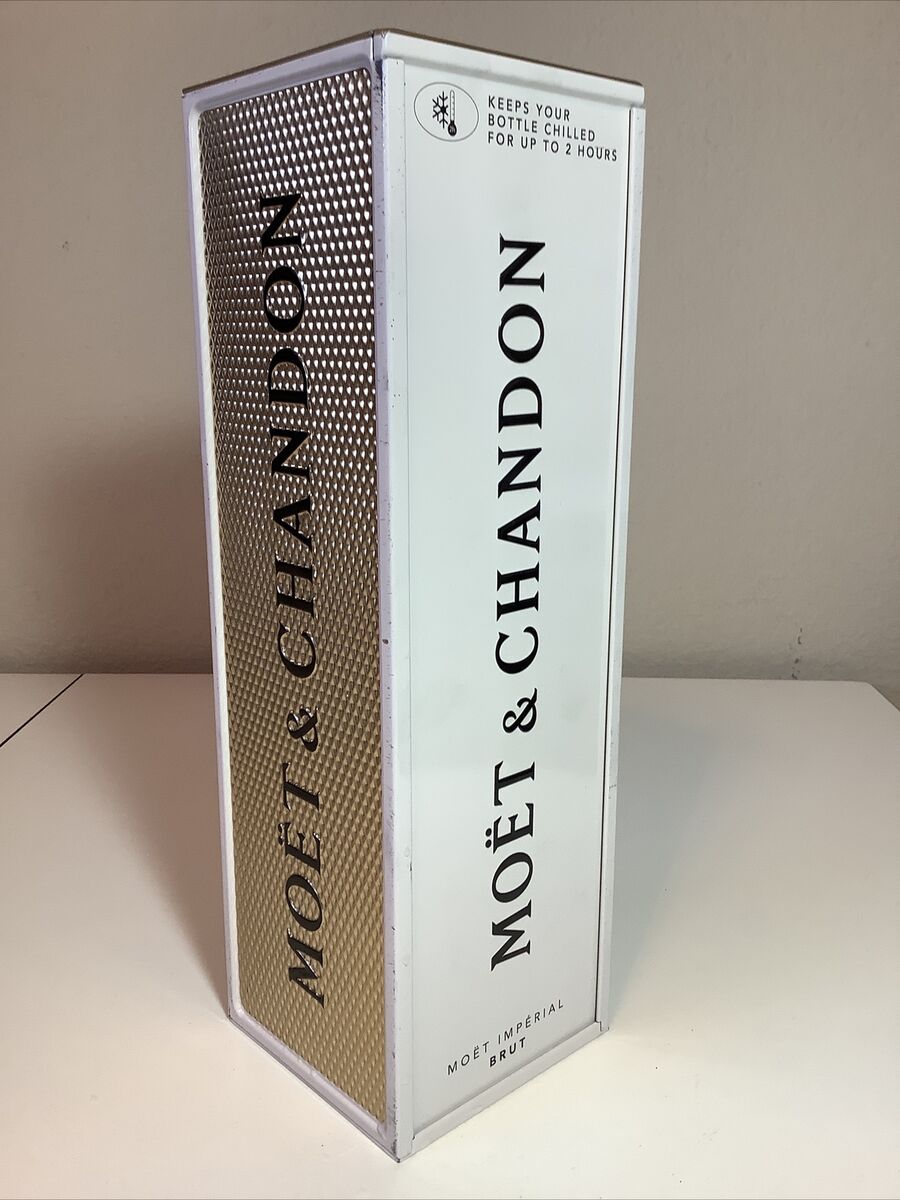 MOËT & CHANDON
KEEPS YOUR
BOTTLE CHILLED
FOR UP TO 2 HOURS
MOËT & CHANDON
MOËT IMPÉRIAL
BRUT